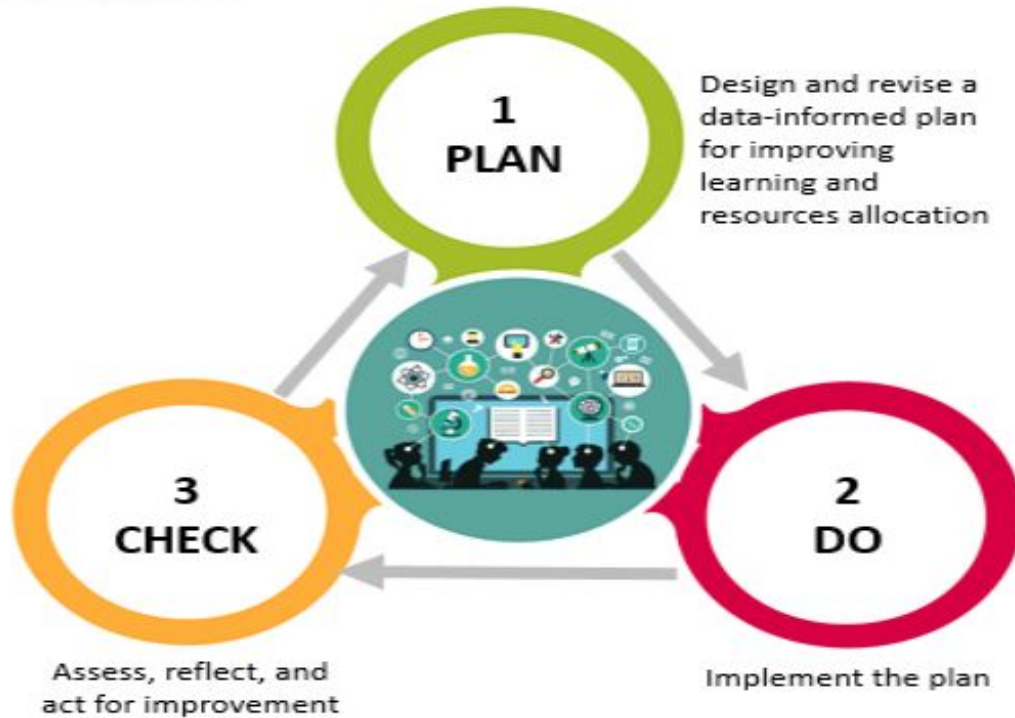 1
PLAN
Design and revise a
data-informed plan
for improving
learning and
resources allocation
2
DO
Implement the plan
3
CHECK
Assess, reflect, and
act for improvement